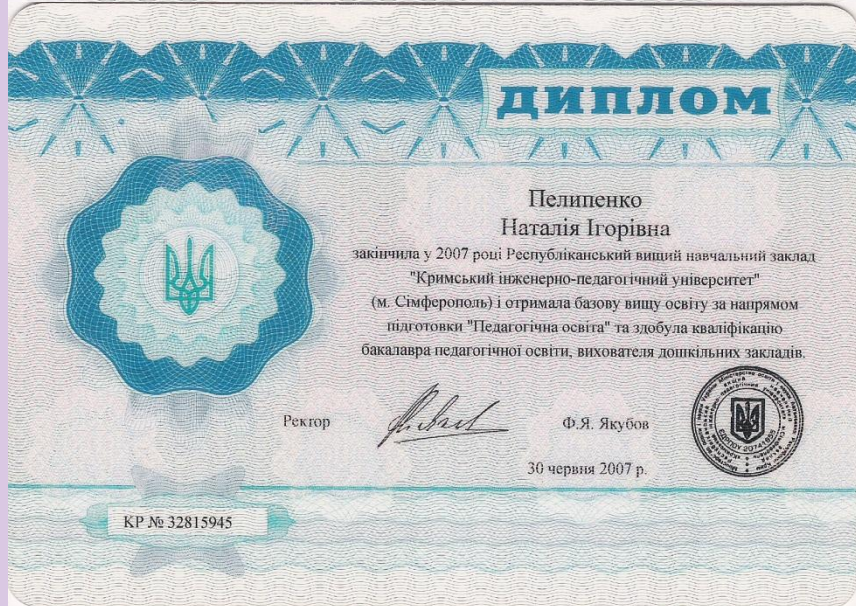 ДИПЛОМ
Пелипенко
Наталія Ігорівна
закінчила у 2007 році Республіканський вищий навчальний заклад
"Кримський інженерно-педагогічний університет"
(м. Сімферополь) і отримала базову вищу освіту за напрямом
підготовки "Педагогічна освіта" та здобула кваліфікацію
бакалавра педагогічної освіти, вихователя дошкільних закладів.
Ректор
Ф.Я. Якубов
30 червня 2007 р.
КР № 32815945